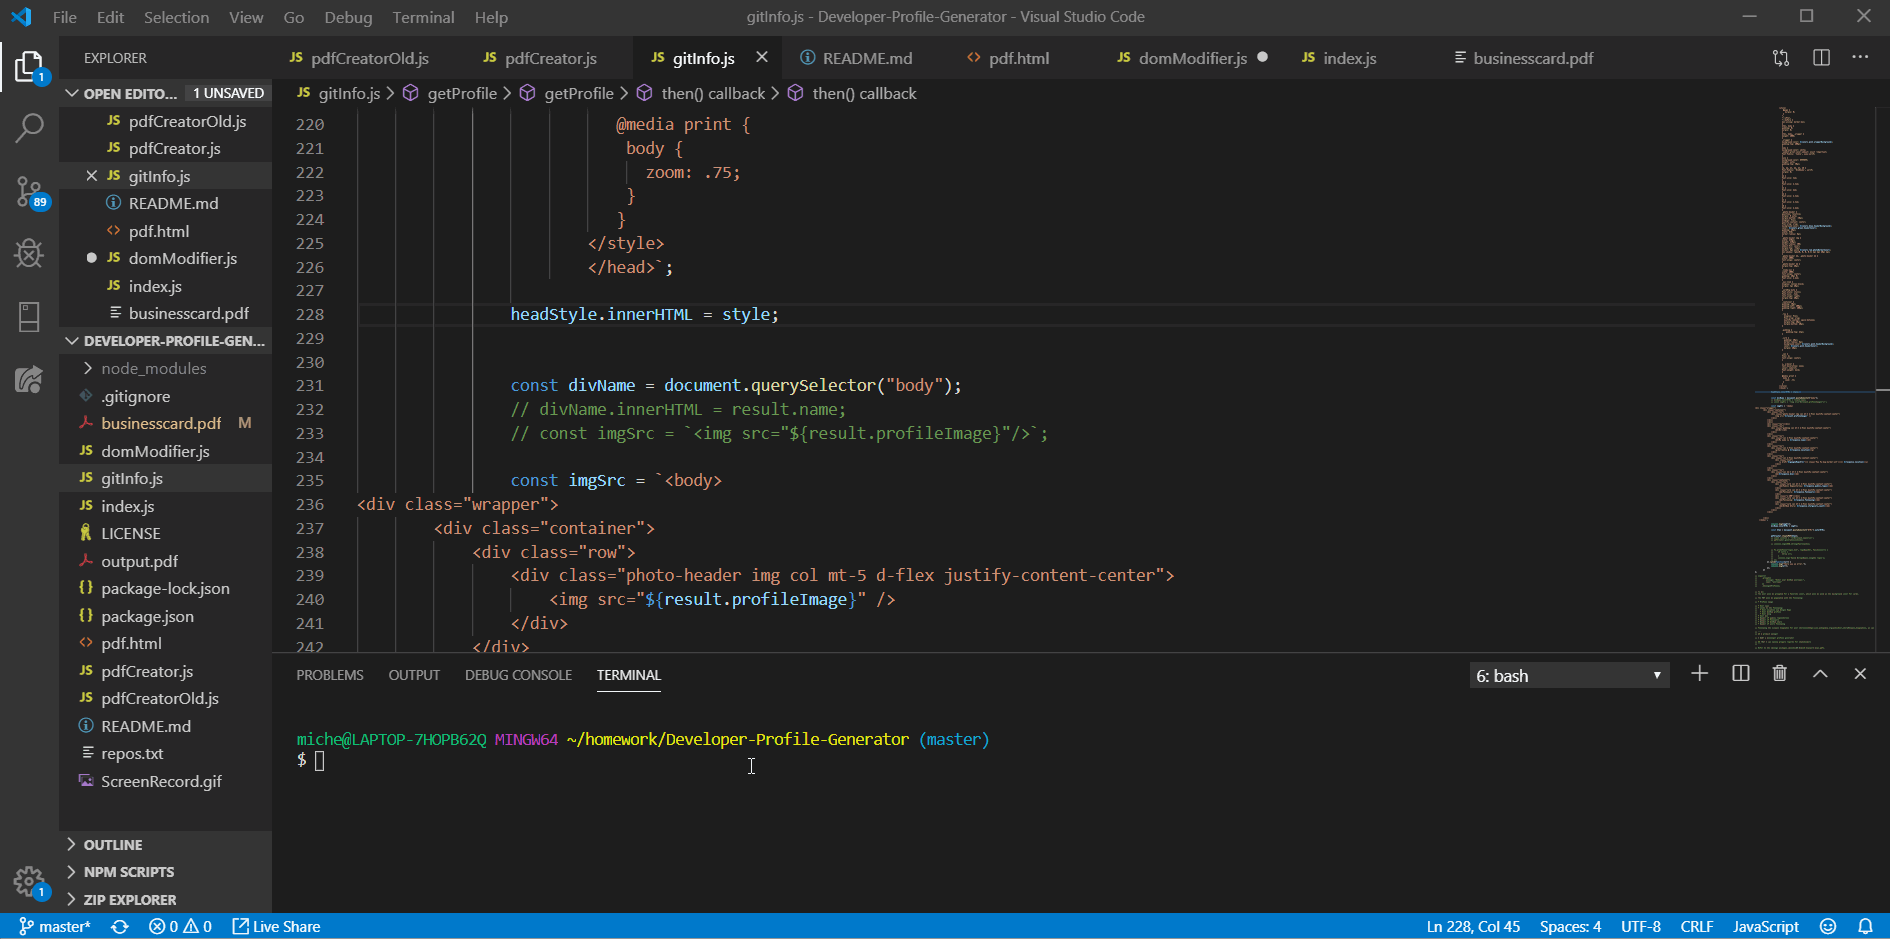 File Edit Selection View Go Debug Terminal Help
gitInfo.js - Developer-Profile-Generator - Visual Studio Code
EXPLORER
JS pdfCreatorOld.js JS pdfCreator.js JS gitInfo.js README.md <> pdf.html JS domModifier.js JS index.js businesscard.pdf
OPEN EDITO... 1 UNSAVED
JS gitInfo.js > getProfile > getProfile > then() callback > then() callback
JS pdfCreatorOld.js
JS pdfCreator.js
JS gitInfo.js
README.md
<> pdf.html
JS domModifier.js
JS index.js
businesscard.pdf
DEVELOPER-PROFILE-GEN...
node_modules
.gitignore
businesscard.pdf M
JS domModifier.js
JS gitInfo.js
JS index.js
LICENSE
output.pdf
{} package-lock.json
{} package.json
<> pdf.html
JS pdfCreator.js
JS pdfCreatorOld.js
README.md
repos.txt
ScreenRecord.gif
OUTLINE
NPM SCRIPTS
ZIP EXPLORER
1
89
1
220 @media print {
221 body {
222 zoom: .75;
223 }
224 }
225 </style>
226 </head>`;
227
228 headStyle.innerHTML = style;
229
230
231 const divName = document.querySelector("body");
232 // divName.innerHTML = result.name;
233 // const imgSrc = `<img src="${result.profileImage}"/>`;
234
235 const imgSrc = `<body>
236 <div class="wrapper">
237 <div class="container">
238 <div class="row">
239 <div class="photo-header img col mt-5 d-flex justify-content-center">
240 <img src="${result.profileImage}" />
241 </div>
242 </div>
PROBLEMS OUTPUT DEBUG CONSOLE TERMINAL
6: bash
miche@LAPTOP-7HOPB62Q MINGW64 ~/homework/Developer-Profile-Generator (master)
$
master* 0 0 Live Share
Ln 228, Col 45 Spaces: 4 UTF-8 CRLF JavaScript